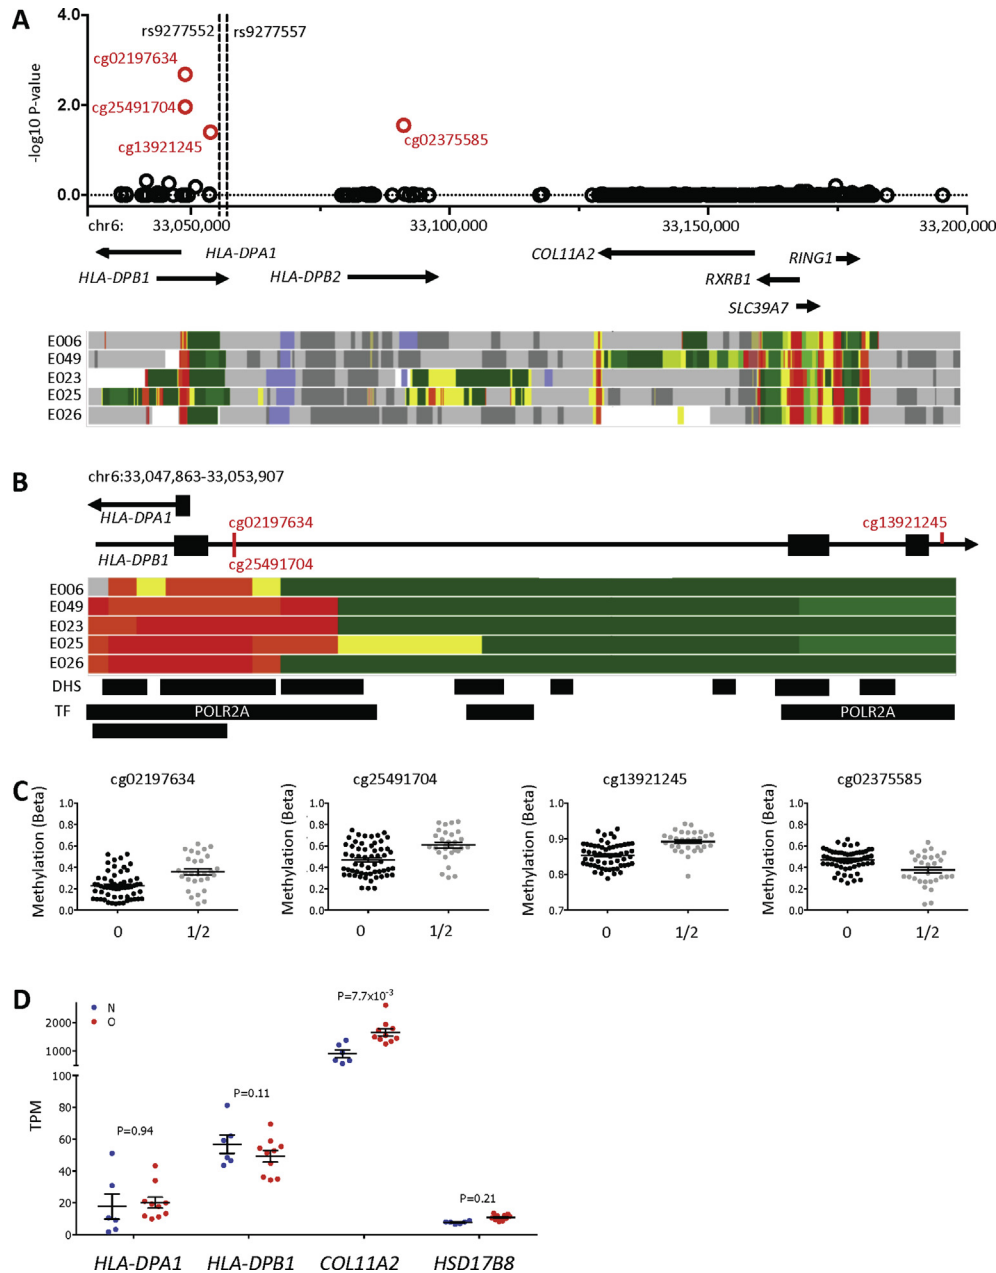 A
4.0
2.0
0.0
-log10 P-value
rs9277552
rs9277557
cg02197634
cg25491704
cg13921245
cg02375585
chr6:
33,050,000
33,100,000
33,150,000
33,200,000
HLA-DPA1
HLA-DPB1
HLA-DPB2
COL11A2
RING1
RXRB1
SLC39A7
E006
E049
E023
E025
E026
B
chr6:33,047,863-33,053,907
HLA-DPA1
cg02197634
cg13921245
HLA-DPB1
cg25491704
E006
E049
E023
E025
E026
DHS
TF
POLR2A
POLR2A
C
cg02197634
Methylation (Beta)
1.0
0.8
0.6
0.4
0.2
0.0
0
1/2
cg25491704
Methylation (Beta)
1.0
0.8
0.6
0.4
0.2
0.0
0
1/2
cg13921245
Methylation (Beta)
1.0
0.9
0.8
0.7
0
1/2
cg02375585
Methylation (Beta)
1.0
0.8
0.6
0.4
0.2
0.0
0
1/2
D
N
O
TPM
2000
1000
100
80
60
40
20
0
P=0.94
P=0.11
P=7.7x10-3
P=0.21
HLA-DPA1
HLA-DPB1
COL11A2
HSD17B8